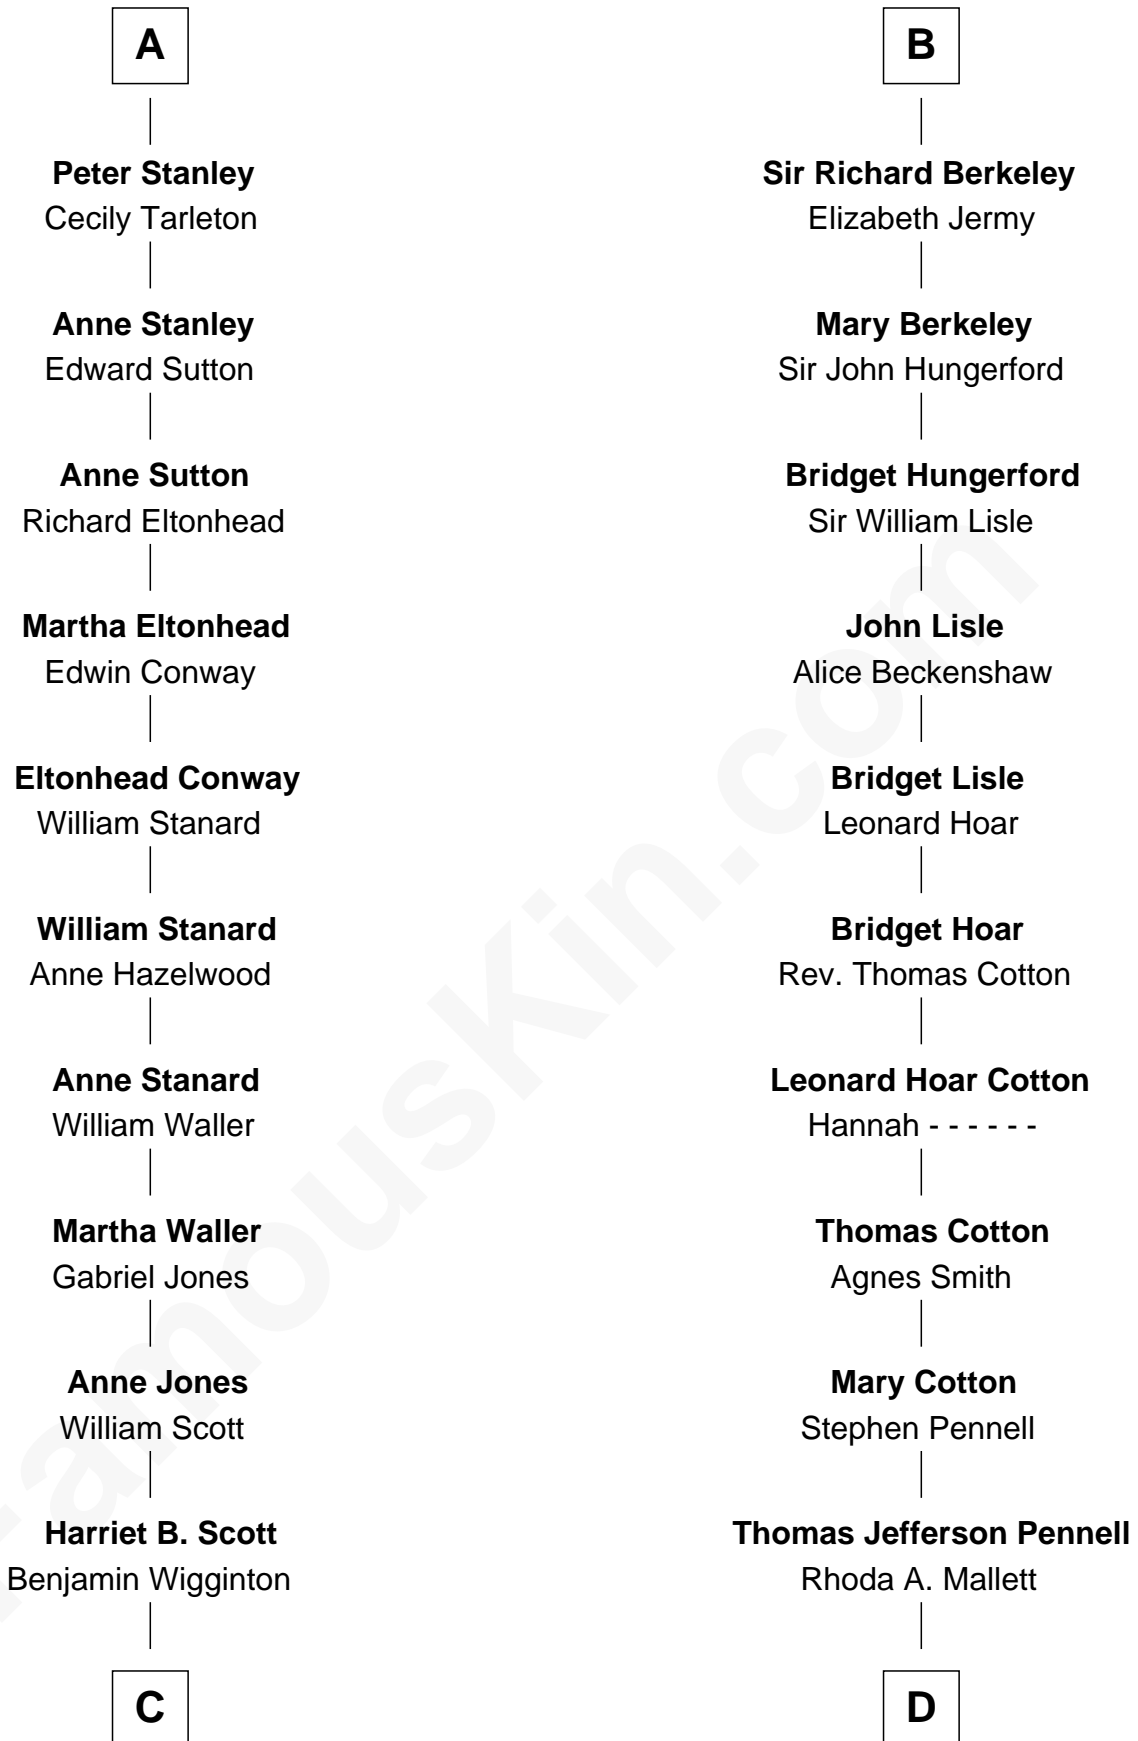 A
Peter Stanley
Cecily Tarleton
Anne Stanley
Edward Sutton
Anne Sutton
Richard Eltonhead
Martha Eltonhead
Edwin Conway
Eltonhead Conway
William Stanard
William Stanard
Anne Hazelwood
Anne Stanard
William Waller
Martha Waller
Gabriel Jones
Anne Jones
William Scott
Harriet B. Scott
Benjamin Wigginton
C
B
Sir Richard Berkeley
Elizabeth Jermy
Mary Berkeley
Sir John Hungerford
Bridget Hungerford
Sir William Lisle
John Lisle
Alice Beckenshaw
Bridget Lisle
Leonard Hoar
Bridget Hoar
Rev. Thomas Cotton
Leonard Hoar Cotton
Hannah - - - - - -
Thomas Cotton
Agnes Smith
Mary Cotton
Stephen Pennell
Thomas Jefferson Pennell
Rhoda A. Mallett
D
FamousKin.com